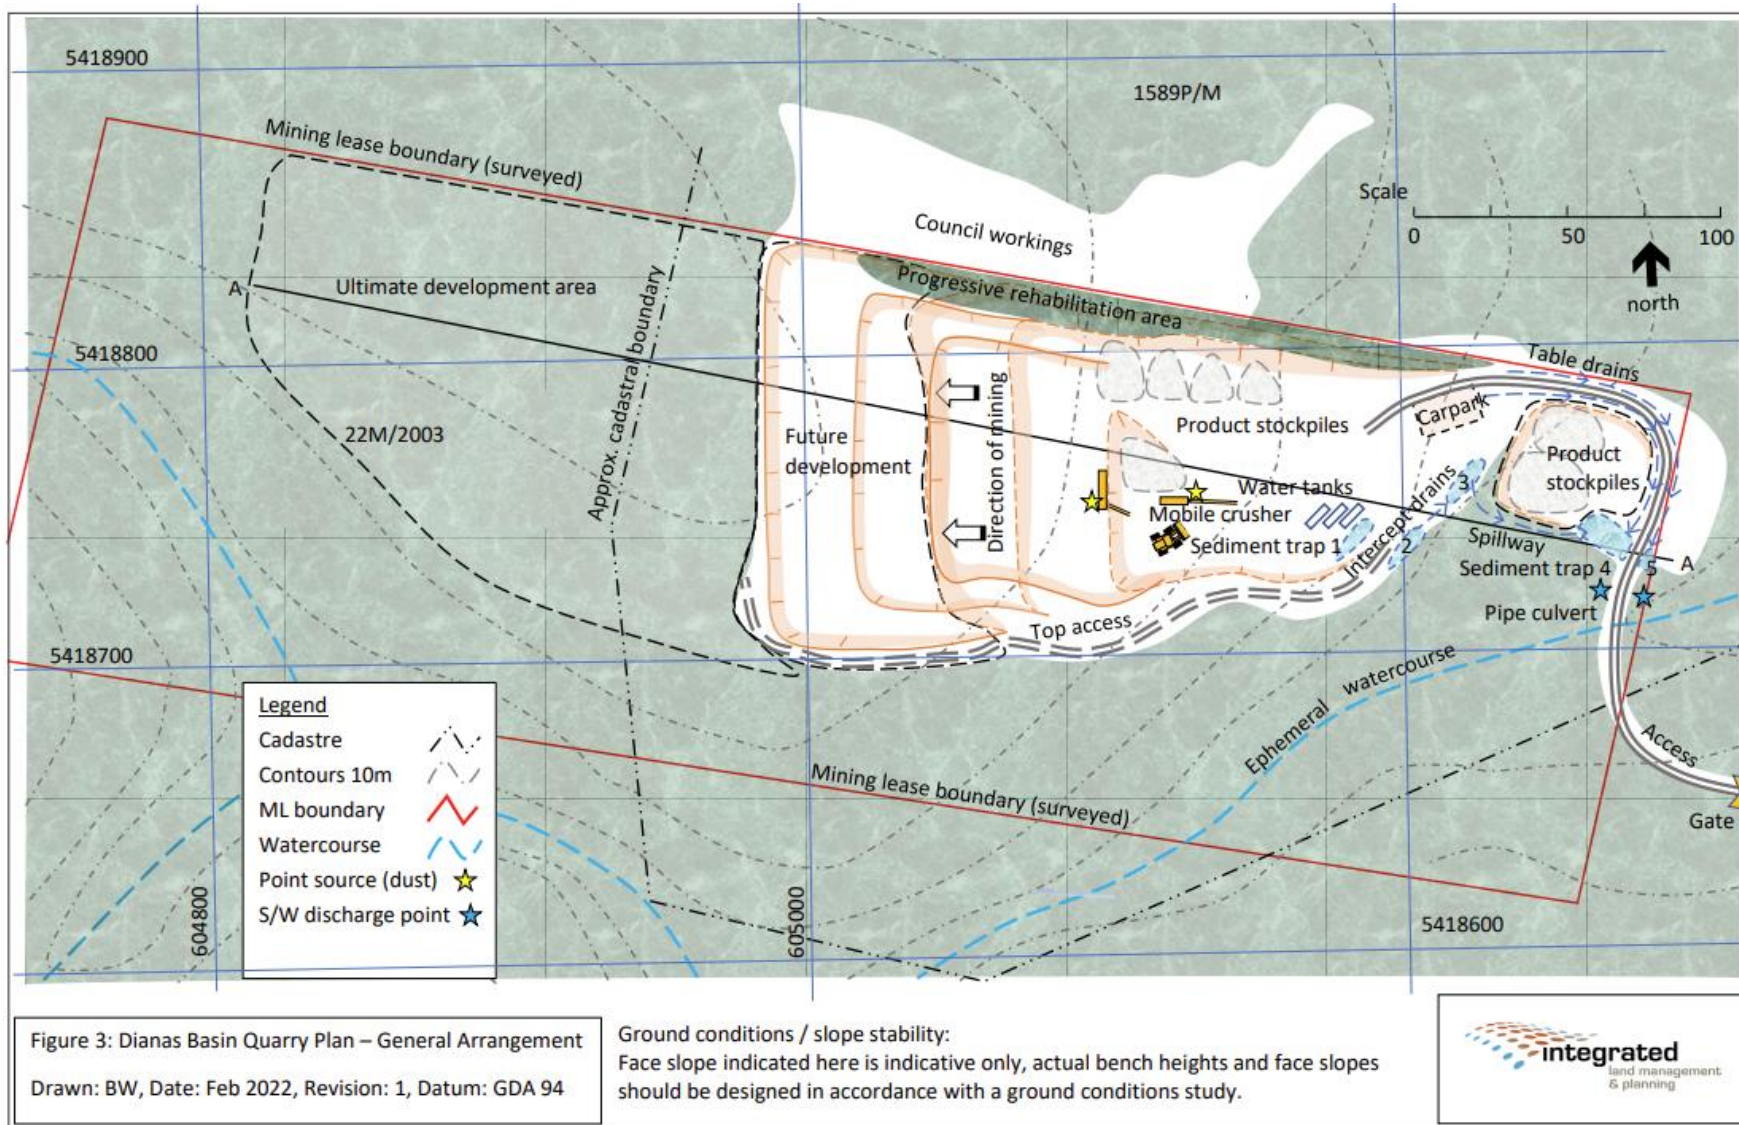 5418900
1589P/M
Mining lease boundary (surveyed)
Scale
0 50 100
north
Council workings
Progressive rehabilitation area
A
Ultimate development area
Approx. cadastral boundary
5418800
22M/2003
Table drains
Carpark
Product stockpiles
Product
stockpiles
Future
development
Direction of mining
Water tanks
Mobile crusher
Sediment trap 1
Intercept drains
2
3
Spillway
Sediment trap 4
5
A
Pipe culvert
Top access
5418700
Ephemeral watercourse
Access
Gate
Mining lease boundary (surveyed)
Legend
Cadastre
Contours 10m
ML boundary
Watercourse
Point source (dust)
S/W discharge point
604800
605000
5418600
Figure 3: Dianas Basin Quarry Plan – General Arrangement
Drawn: BW, Date: Feb 2022, Revision: 1, Datum: GDA 94
Ground conditions / slope stability:
Face slope indicated here is indicative only, actual bench heights and face slopes
should be designed in accordance with a ground conditions study.
integrated
land management
& planning